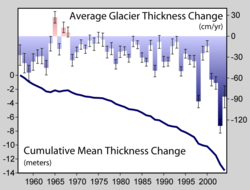 Average Glacier Thickness Change
(cm/yr)
30
0
0
-2
-30
-4
-60
-6
-90
-8
-120
-10
-12
-14
Cumulative Mean Thickness Change
(meters)
1960 1965 1970 1975 1980 1985 1990 1995 2000